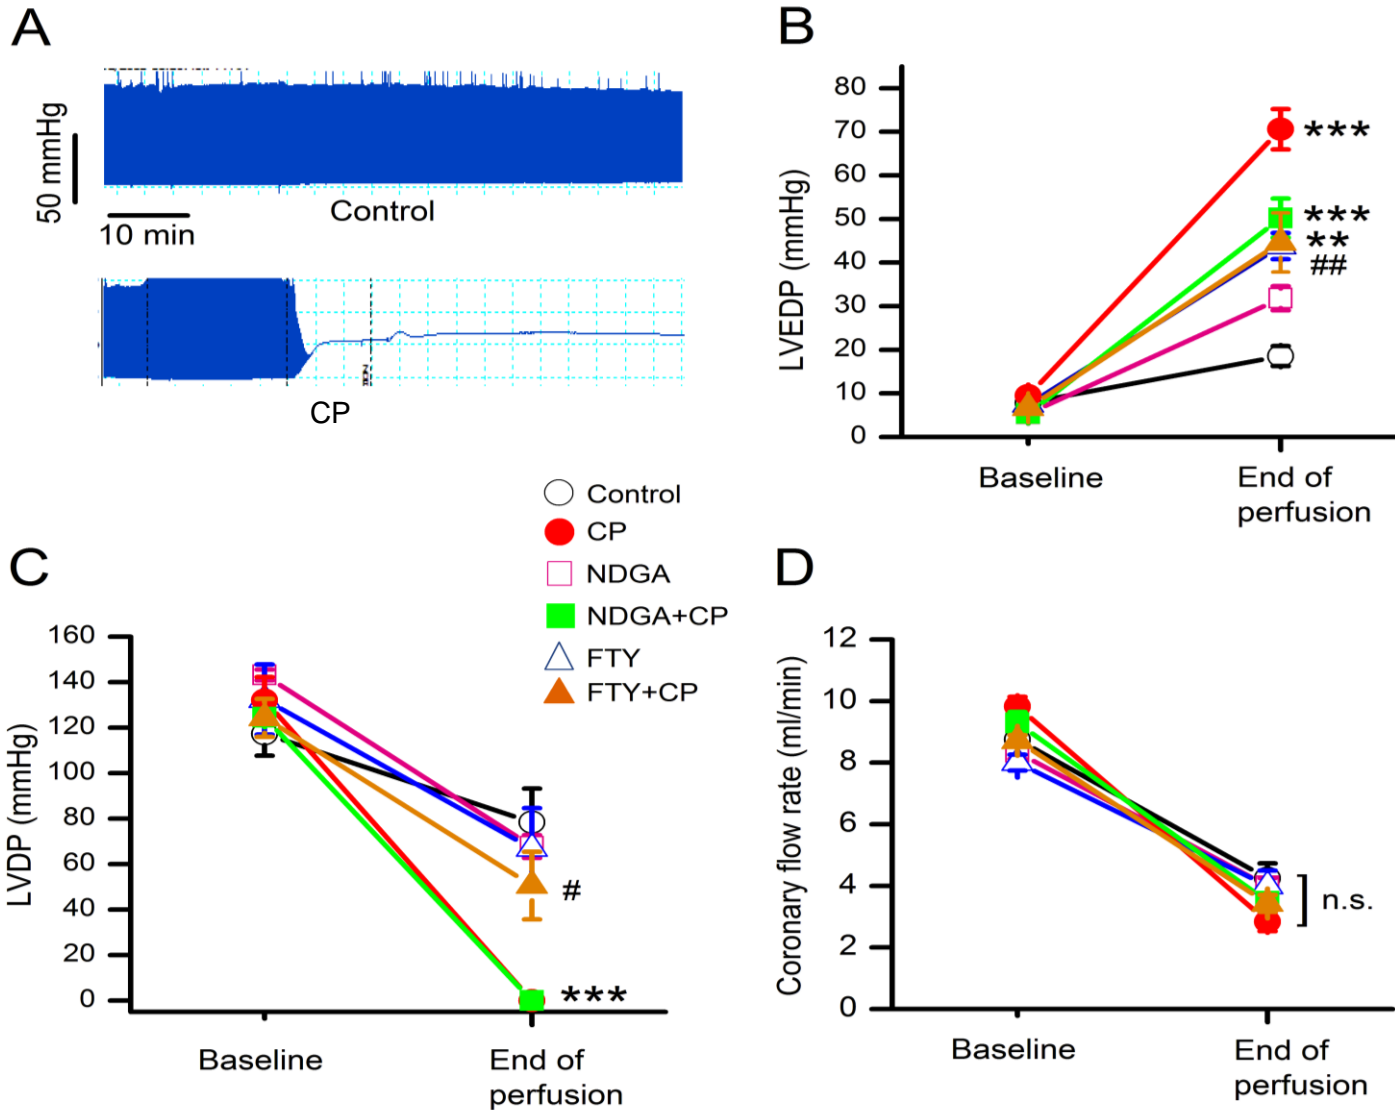 A
50 mmHg
Control
10 min
CP
B
LVEDP (mmHg)
80
70
60
50
40
30
20
10
0
***
***
**
##
Baseline
End of
perfusion
Control
CP
NDGA
NDGA+CP
FTY
FTY+CP
C
LVDP (mmHg)
160
140
120
100
80
60
40
20
0
#
***
Baseline
End of
perfusion
D
Coronary flow rate (ml/min)
12
10
8
6
4
2
0
n.s.
Baseline
End of
perfusion